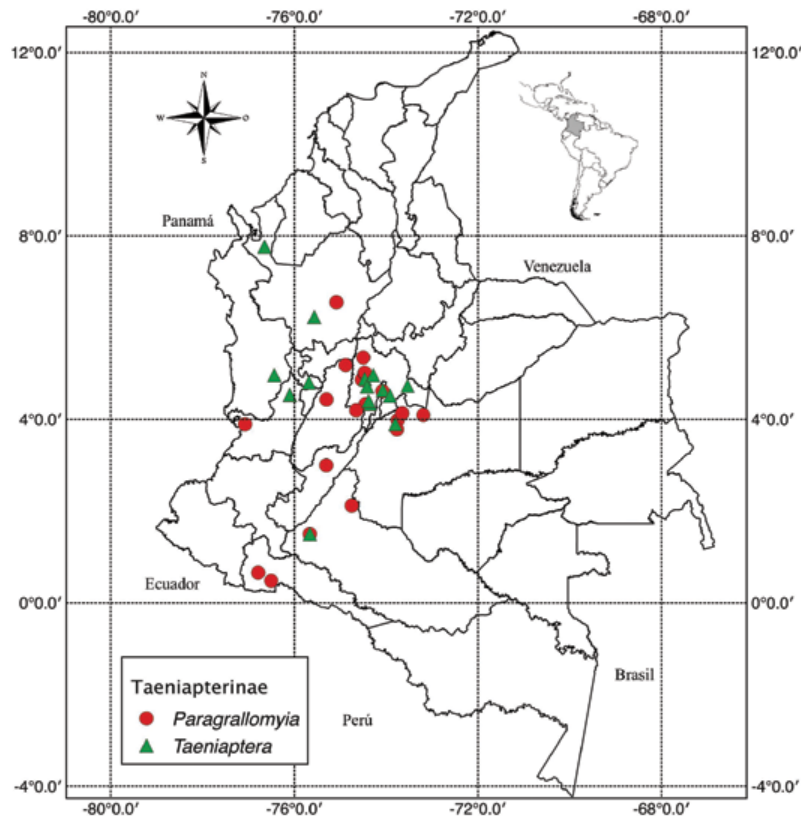 -80°0.0′ -76°0.0′ -72°0.0′ -68°0.0′
12°0.0′ 12°0.0′
N
W O
S
Panamá
8°0.0′ 8°0.0′
Venezuela
4°0.0′ 4°0.0′
Ecuador
0°0.0′ 0°0.0′
Brasil
Perú
Taeniapterinae
Paragrallomyia
Taeniaptera
-4°0.0′ -4°0.0′
-80°0.0′ -76°0.0′ -72°0.0′ -68°0.0′